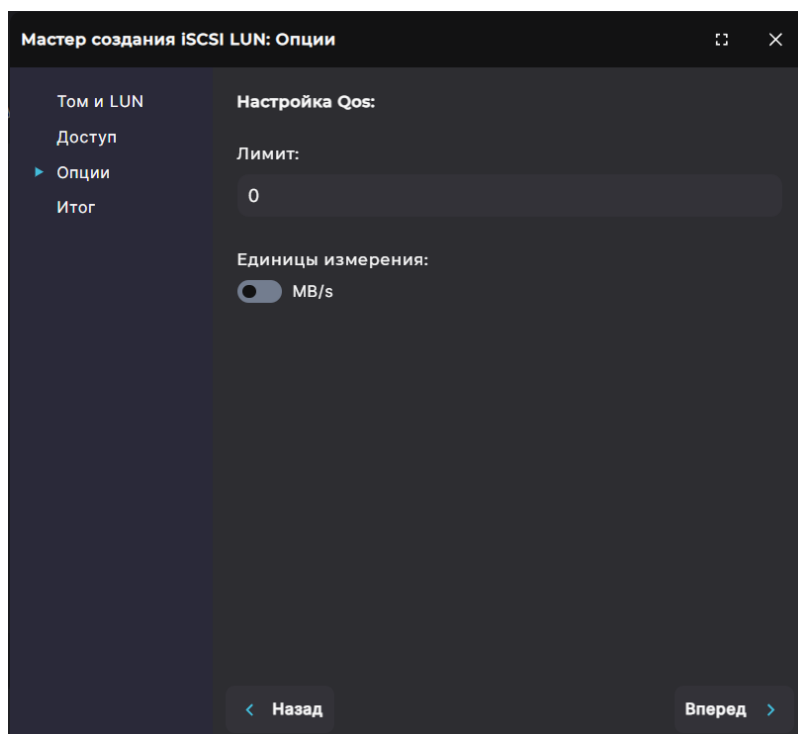 Мастер создания iSCSI LUN: Опции
Том и LUN
Доступ
Опции
Итог
Настройка Qos:
Лимит:
0
Единицы измерения:
MB/s
Назад
Вперед